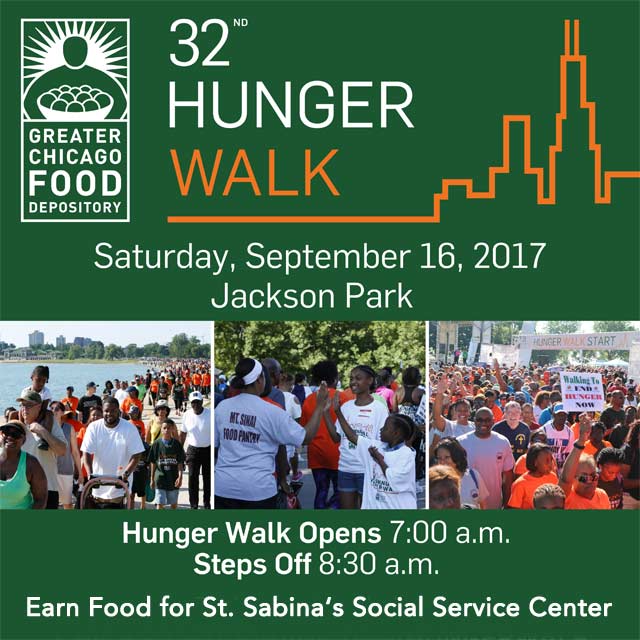 32ND
HUNGER
WALK
GREATER
CHICAGO
FOOD
DEPOSITORY
Saturday, September 16, 2017
Jackson Park
MT. SINAI
FOOD PANTRY
HUNGER WALK START
Walking To
END
HUNGER
NOW
Hunger Walk Opens 7:00 a.m.
Steps Off 8:30 a.m.
Earn Food for St. Sabina's Social Service Center